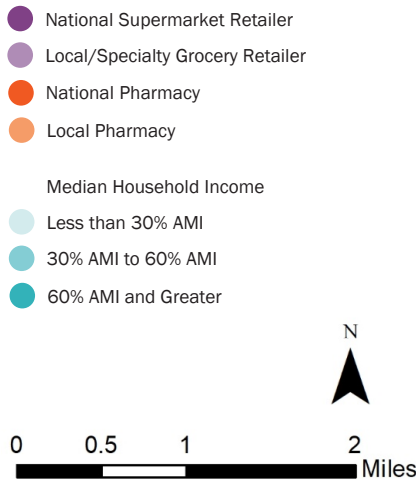 National Supermarket Retailer
Local/Specialty Grocery Retailer
National Pharmacy
Local Pharmacy
Median Household Income
Less than 30% AMI
30% AMI to 60% AMI
60% AMI and Greater
N
0 0.5 1 2
Miles